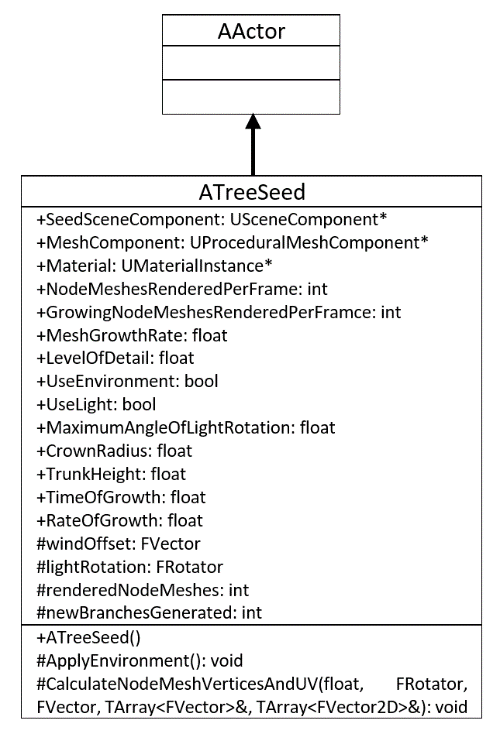 AActor
ATreeSeed
+SeedSceneComponent: USceneComponent*
+MeshComponent: UProceduralMeshComponent*
+Material: UMaterialInstance*
+NodeMeshesRenderedPerFrame: int
+GrowingNodeMeshesRenderedPerFramce: int
+MeshGrowthRate: float
+LevelOfDetail: float
+UseEnvironment: bool
+UseLight: bool
+MaximumAngleOfLightRotation: float
+CrownRadius: float
+TrunkHeight: float
+TimeOfGrowth: float
+RateOfGrowth: float
#windOffset: FVector
#lightRotation: FRotator
#renderedNodeMeshes: int
#newBranchesGenerated: int
+ATreeSeed()
#ApplyEnvironment(): void
#CalculateNodeMeshVerticesAndUV(float, FRotator,
FVector, TArray<FVector>&, TArray<FVector2D>&): void